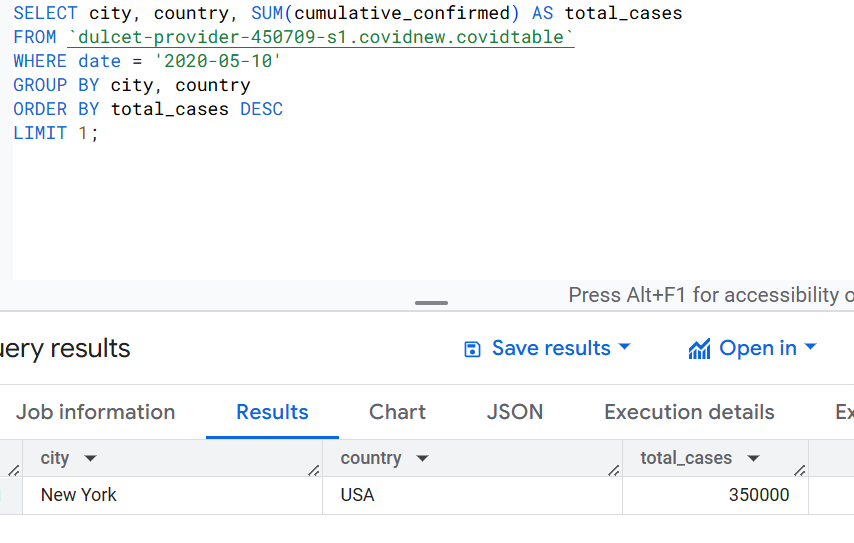 SELECT city, country, SUM(cumulative_confirmed) AS total_cases
FROM `dulcet-provider-450709-s1.covidnew.covidtable`
WHERE date = '2020-05-10'
GROUP BY city, country
ORDER BY total_cases DESC
LIMIT 1;
Press Alt+F1 for accessibility o
uery results Save results Open in
Job information Results Chart JSON Execution details Ex
city country total_cases
New York USA 350000